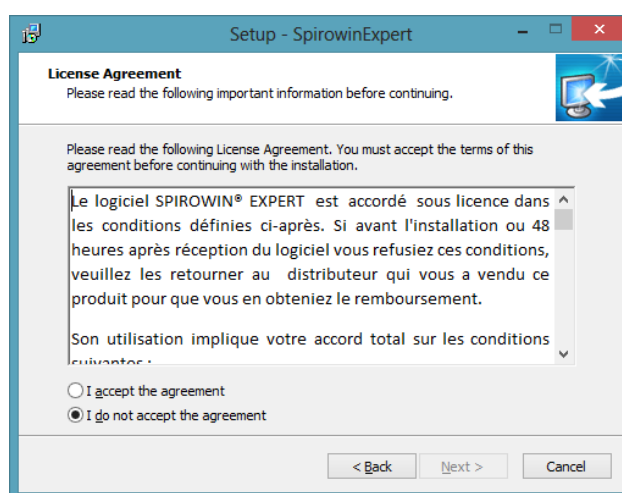 Setup - SpirowinExpert
License Agreement
Please read the following important information before continuing.
Please read the following License Agreement. You must accept the terms of this
agreement before continuing with the installation.
Le logiciel SPIROWIN® EXPERT est accordé sous licence dans
les conditions définies ci-après. Si avant l'installation ou 48
heures après réception du logiciel vous refusiez ces conditions,
veuillez les retourner au distributeur qui vous a vendu ce
produit pour que vous en obteniez le remboursement.
Son utilisation implique votre accord total sur les conditions
suivantes :
I accept the agreement
I do not accept the agreement
< Back
Next >
Cancel